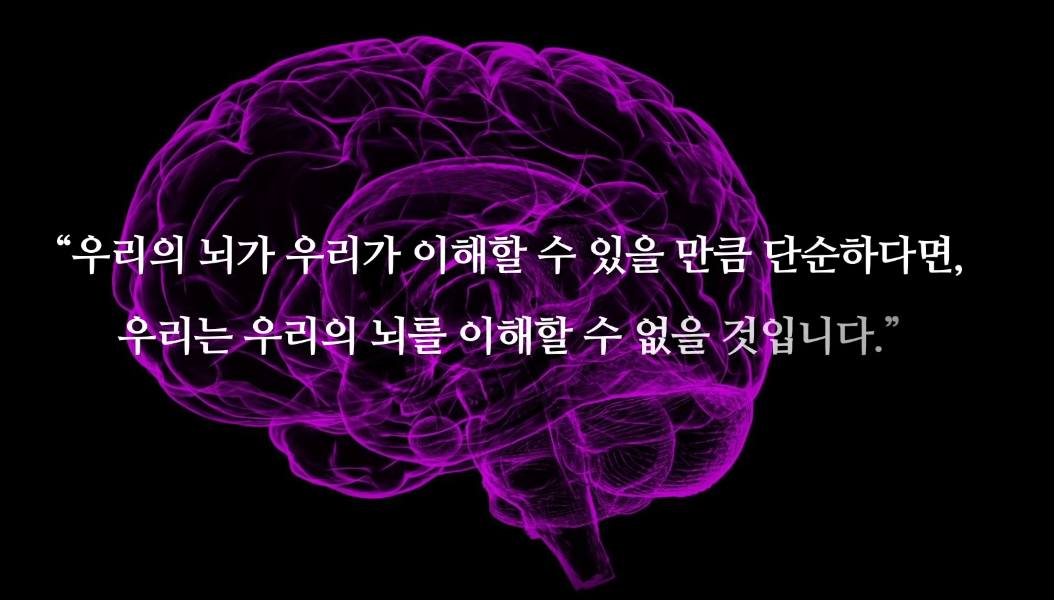 “우리의 뇌가 우리가 이해할 수 있을 만큼 단순하다면,
우리는 우리의 뇌를 이해할 수 없을 것입니다.”